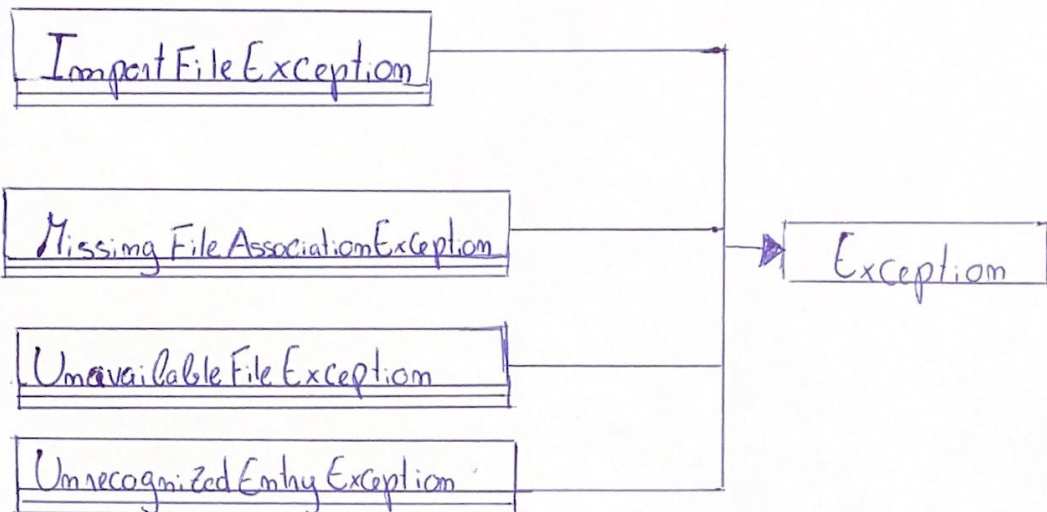 ImportFileException
MissingFileAssociationException
Exception
UnavailableFileException
UnrecognizedEntryException